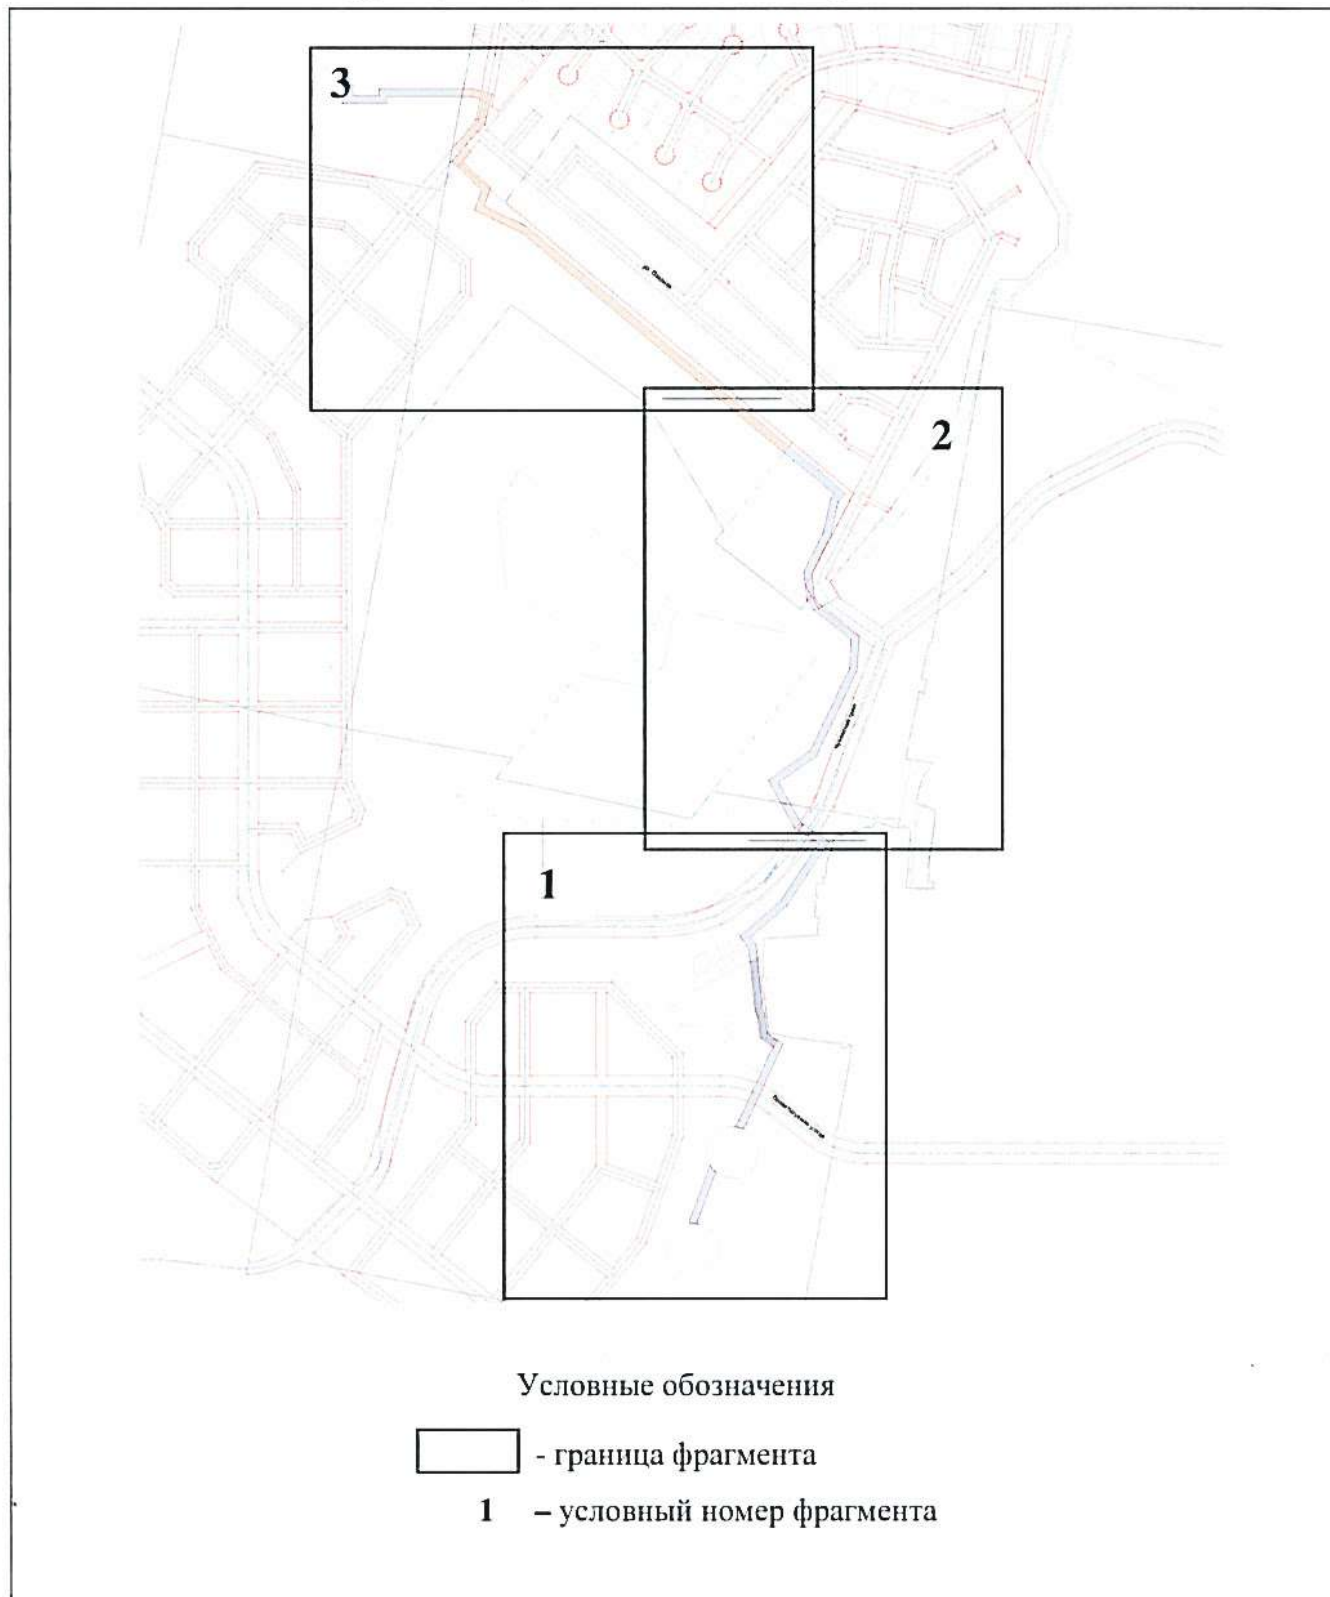 3
2
1
Условные обозначения
- граница фрагмента
1 – условный номер фрагмента